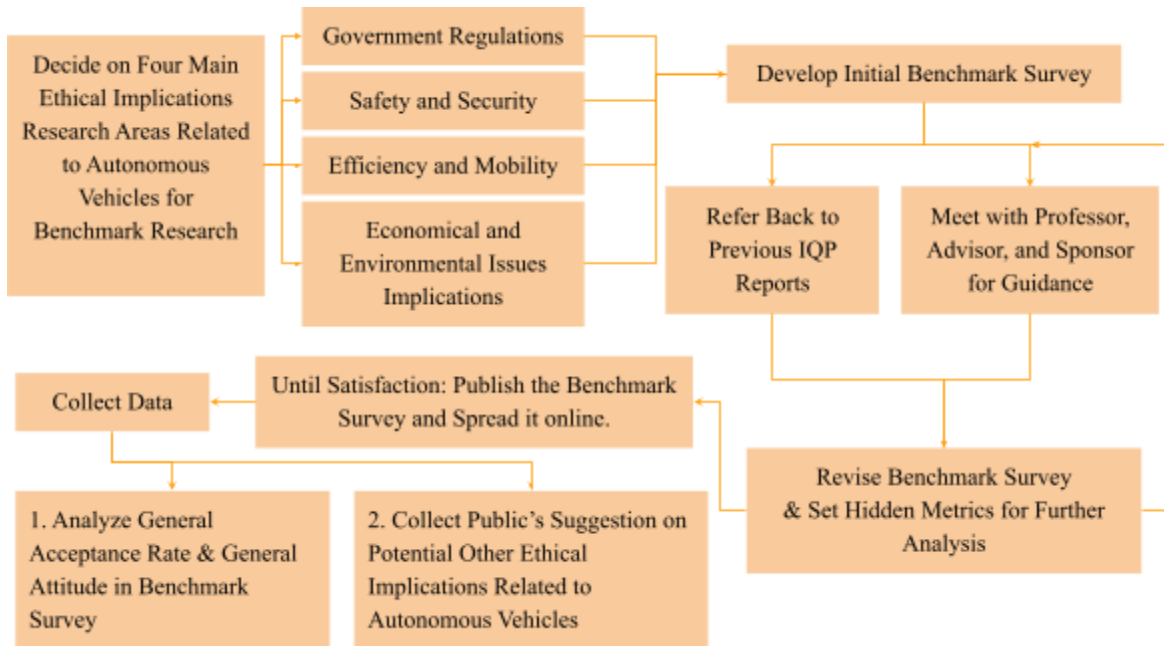 Decide on Four Main
Ethical Implications
Research Areas Related
to Autonomous
Vehicles for
Benchmark Research
Government Regulations
Safety and Security
Efficiency and Mobility
Economical and
Environmental Issues
Implications
Develop Initial Benchmark Survey
Refer Back to
Previous IQP
Reports
Meet with Professor,
Advisor, and Sponsor
for Guidance
Revise Benchmark Survey
& Set Hidden Metrics for Further
Analysis
Until Satisfaction: Publish the Benchmark
Survey and Spread it online.
Collect Data
1. Analyze General
Acceptance Rate & General
Attitude in Benchmark
Survey
2. Collect Public’s Suggestion on
Potential Other Ethical
Implications Related to
Autonomous Vehicles